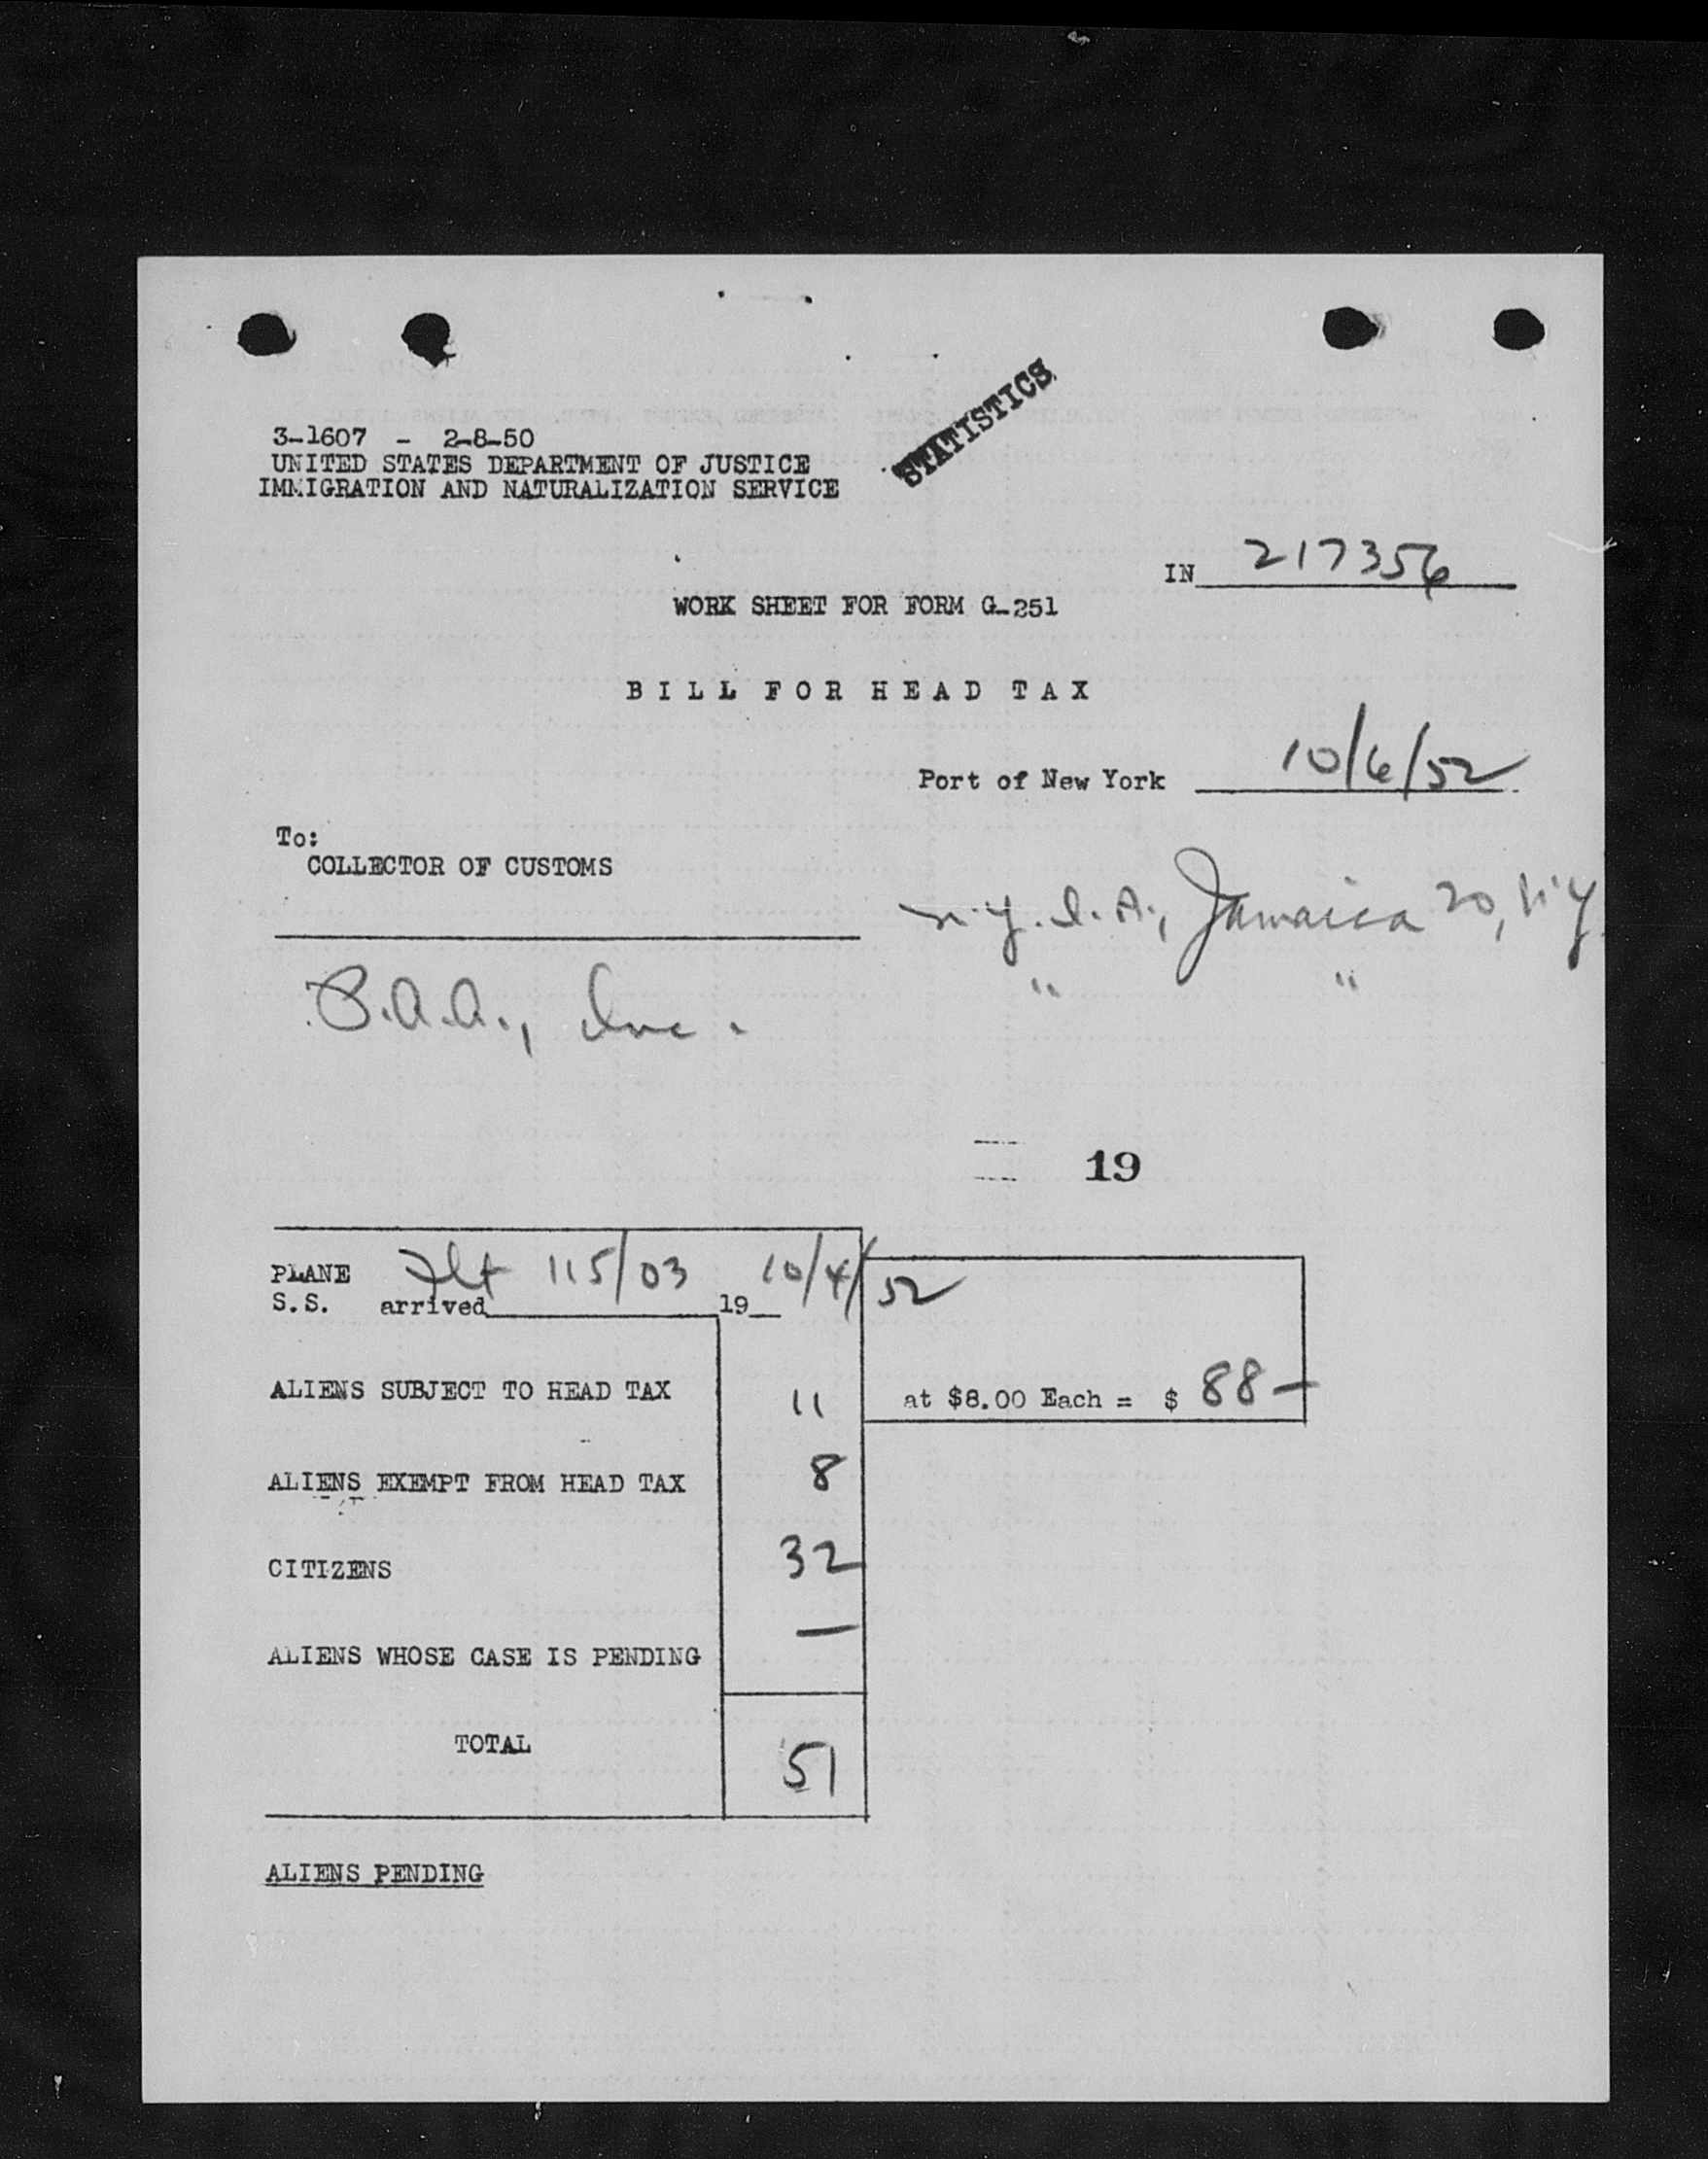 STATISTICS
3-1607 - 2-8-50
UNITED STATES DEPARTMENT OF JUSTICE
IMMIGRATION AND NATURALIZATION SERVICE
IN 217356
WORK SHEET FOR FORM G-251
BILL FOR HEAD TAX
Port of New York 10/6/52
To:
COLLECTOR OF CUSTOMS
N.Y.I.A., Jamaica 20, N.Y.
" "
P.A.A., Inc.
19
PLANE Flt 115/03 10/4/52
S.S. arrived 19
ALIENS SUBJECT TO HEAD TAX 11 at $8.00 Each = $ 88—
ALIENS EXEMPT FROM HEAD TAX 8
CITIZENS 32
ALIENS WHOSE CASE IS PENDING —
TOTAL 51
ALIENS PENDING